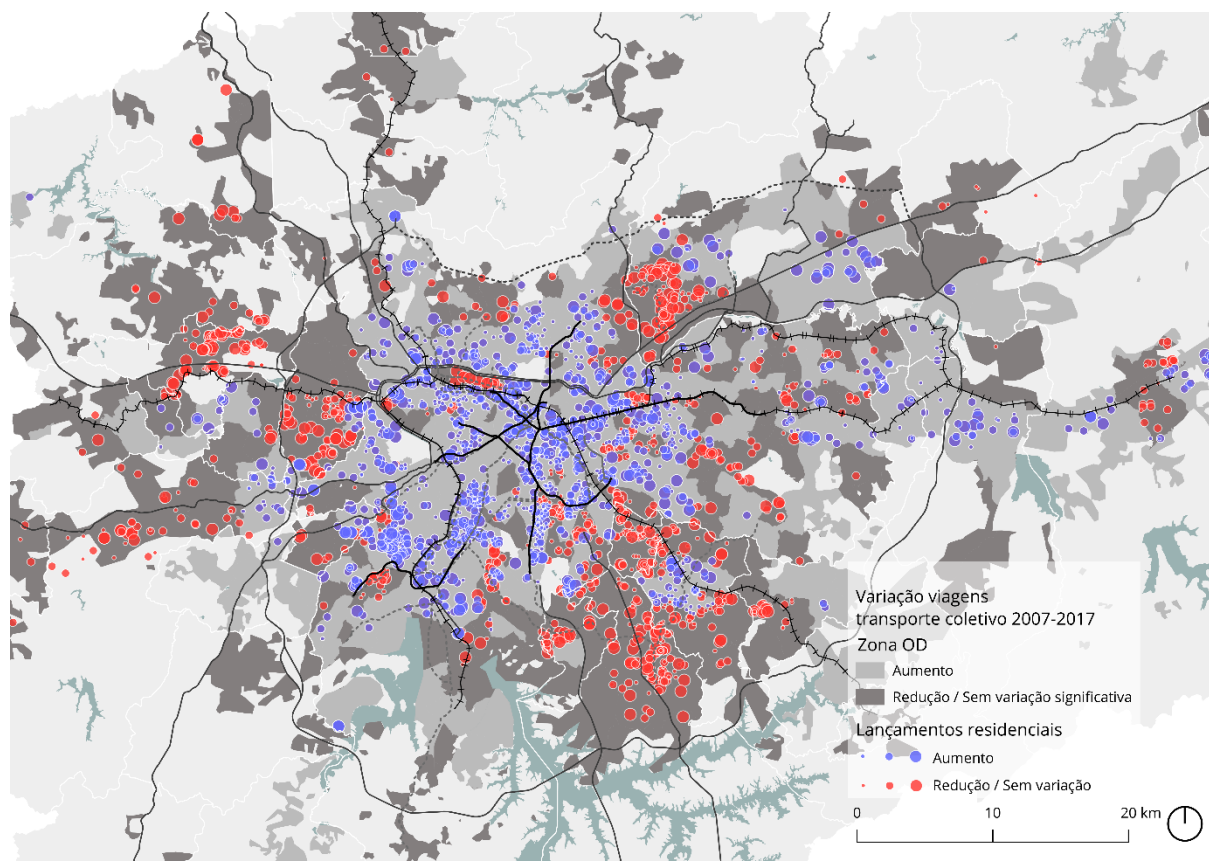 Variação viagens
transporte coletivo 2007-2017
Zona OD
Aumento
Redução / Sem variação significativa
Lançamentos residenciais
Aumento
Redução / Sem variação
0 10 20 km